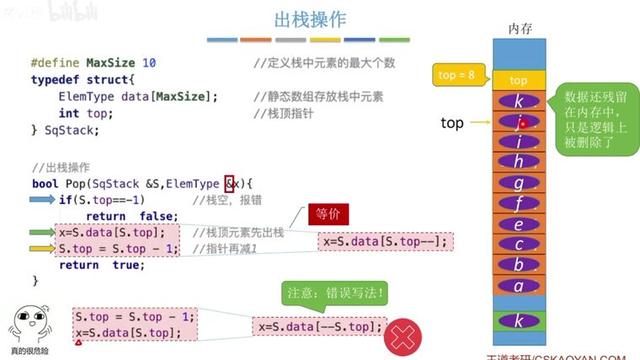 出栈操作
#define MaxSize 10 //定义栈中元素的最大个数
typedef struct{
ElemType data[MaxSize]; //静态数组存放栈中元素
int top; //栈顶指针
} SqStack;
//出栈操作
bool Pop(SqStack &S,ElemType &x){
if(S.top==-1) //栈空，报错
return false;
x=S.data[S.top]; //栈顶元素先出栈
S.top = S.top - 1; //指针再减1
return true;
}
等价
x=S.data[S.top--];
注意：错误写法！
S.top = S.top - 1;
x=S.data[S.top];
x=S.data[--S.top];
真的很危险
内存
top = 8
top
top
k
j
i
h
g
f
e
c
b
a
k
数据还残留
在内存中，
只是逻辑上
被删除了
王道考研/CSKAOYAN.COM